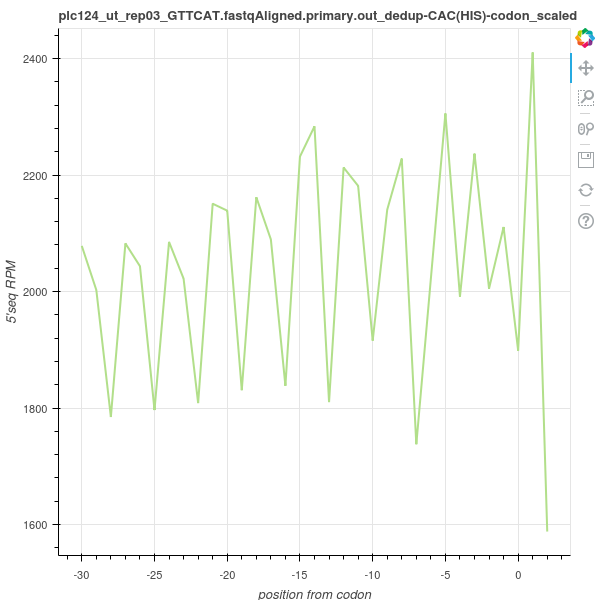 plc124_ut_rep03_GTTCAT.fastqAligned.primary.out_dedup-CAC(HIS)-codon_scaled
2400
2200
2000
1800
1600
5'seq RPM
-30 -25 -20 -15 -10 -5 0
position from codon